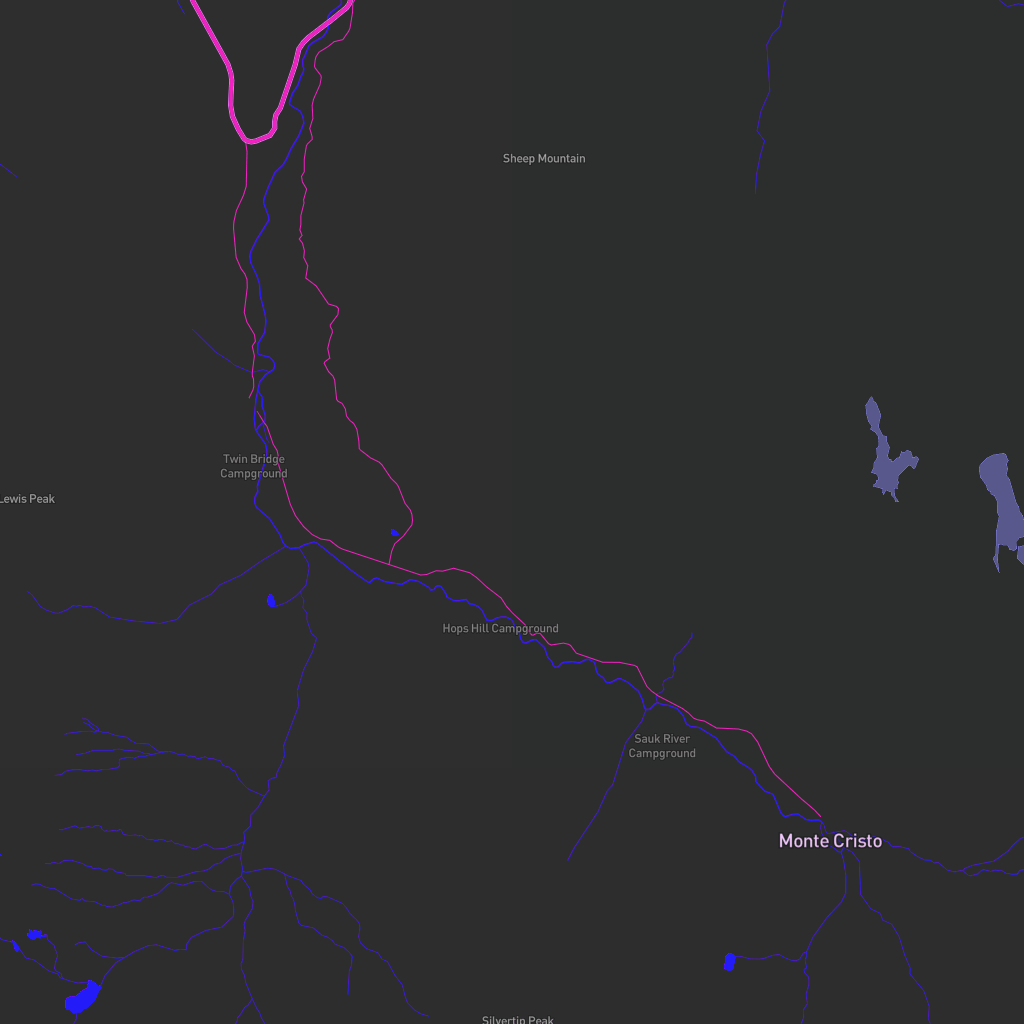 Sheep Mountain
Twin Bridge
Campground
Lewis Peak
Hops Hill Campground
Sauk River
Campground
Monte Cristo
Silvertip Peak